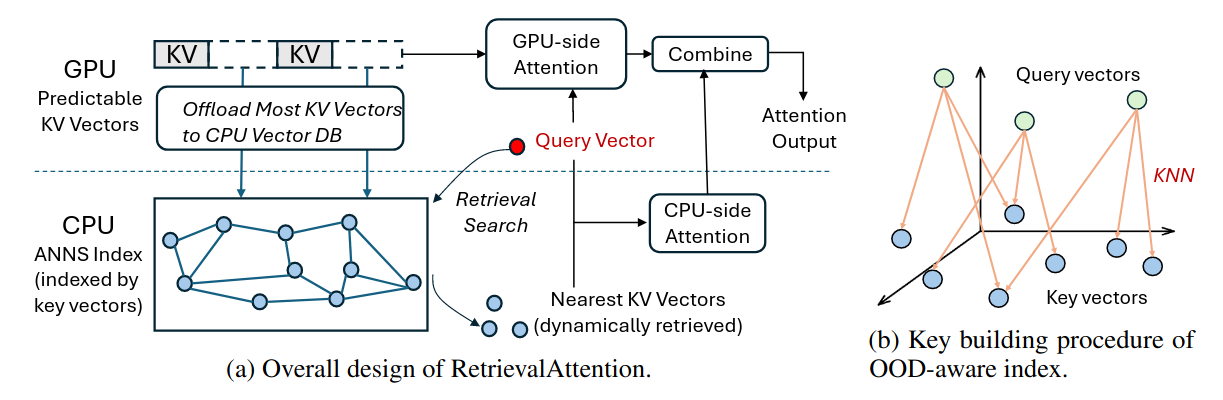 GPU
Predictable
KV Vectors
KV
KV
Offload Most KV Vectors
to CPU Vector DB
GPU-side
Attention
Combine
Attention
Output
Query Vector
Retrieval
Search
CPU
ANNS Index
(indexed by
key vectors)
CPU-side
Attention
Nearest KV Vectors
(dynamically retrieved)
(a) Overall design of RetrievalAttention.
Query vectors
KNN
Key vectors
(b) Key building procedure of
OOD-aware index.